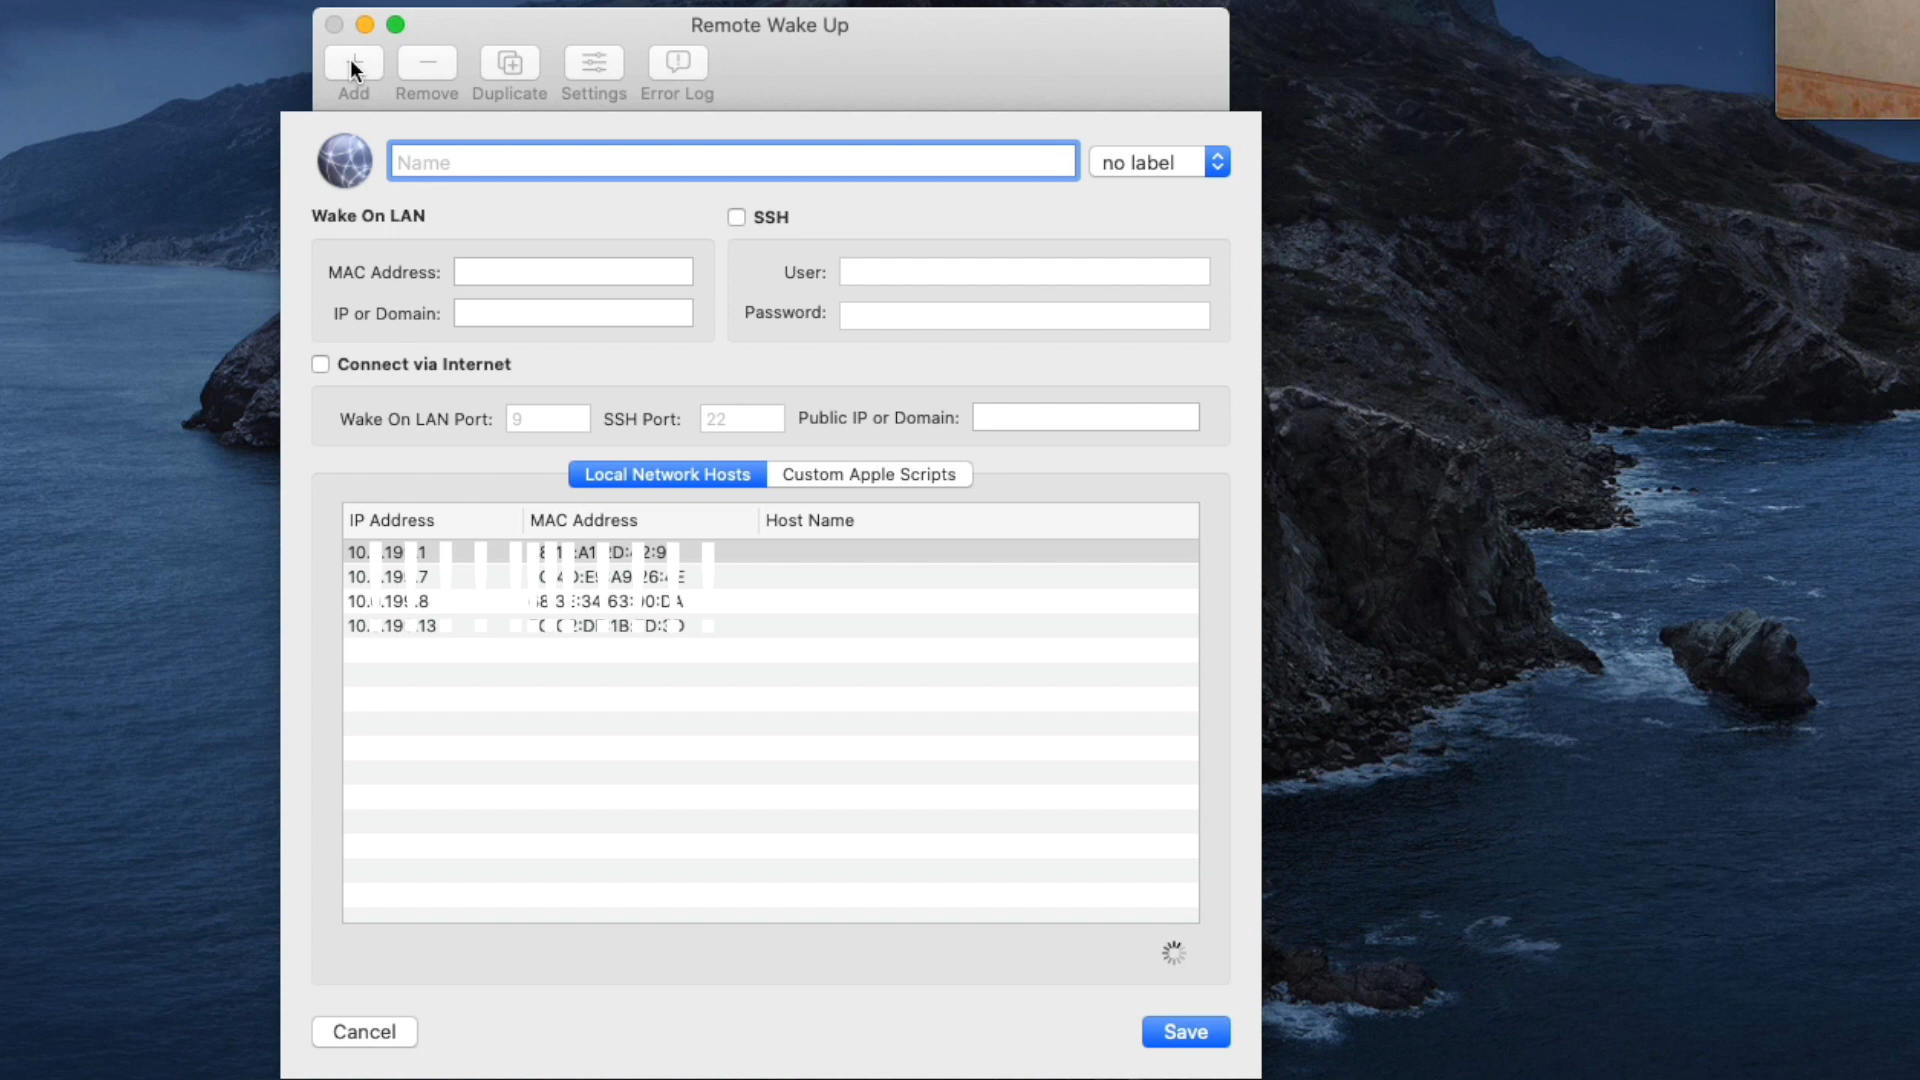 Remote Wake Up
Add Remove Duplicate Settings Error Log
Name no label
Wake On LAN SSH
MAC Address: User:
IP or Domain: Password:
Connect via Internet
Wake On LAN Port: 9 SSH Port: 22 Public IP or Domain:
Local Network Hosts Custom Apple Scripts
IP Address MAC Address Host Name
Cancel Save